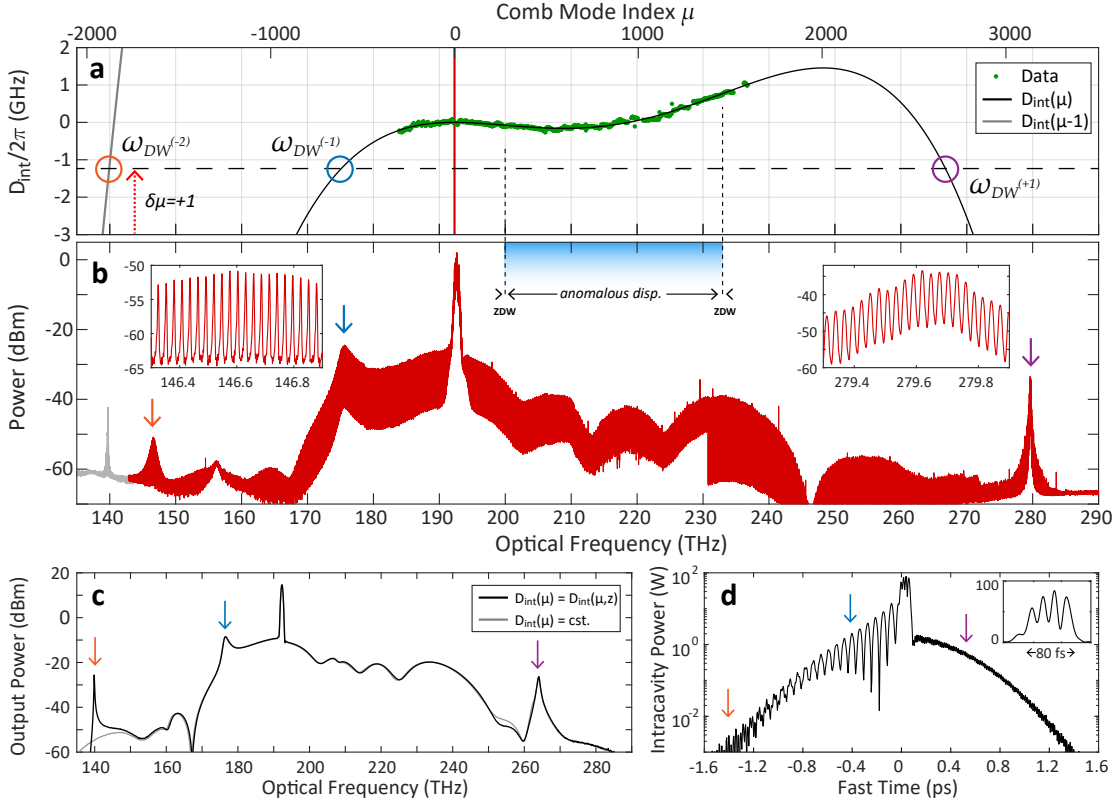 Comb Mode Index μ
-2000 -1000 0 1000 2000 3000
a
D_int/2π (GHz)
2
1
0
-1
-2
-3
ω_DW^(-2)
ω_DW^(-1)
ω_DW^(+1)
δμ=+1
Data
D_int(μ)
D_int(μ-1)
b
Power (dBm)
0
-20
-40
-60
-50
-55
-60
-65
146.4 146.6 146.8
ZDW
anomalous disp.
ZDW
-40
-50
-60
279.4 279.6 279.8
135 140 150 160 170 180 190 200 210 220 230 240 250 260 270 280 290
Optical Frequency (THz)
c
Output Power (dBm)
20
0
-20
-40
-60
D_int(μ) = D_int(μ,z)
D_int(μ) = cst.
135 140 160 180 200 220 240 260 280
Optical Frequency (THz)
d
Intracavity Power (W)
10^2
10^0
10^-2
100
0
80 fs
-1.6 -1.2 -0.8 -0.4 0 0.4 0.8 1.2 1.6
Fast Time (ps)